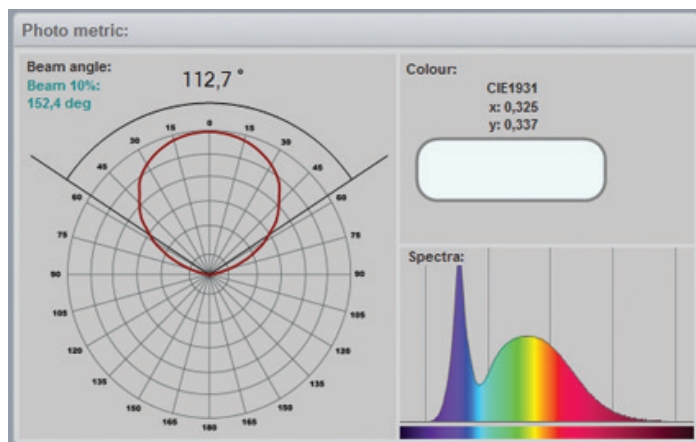 Photo metric:
Beam angle:
Beam 10%:
152,4 deg
112,7 °
0
15 15
30 30
45 45
60 60
75 75
90 90
105 105
120 120
135 135
150 150
165 165
180
Colour:
CIE1931
x: 0,325
y: 0,337
Spectra: